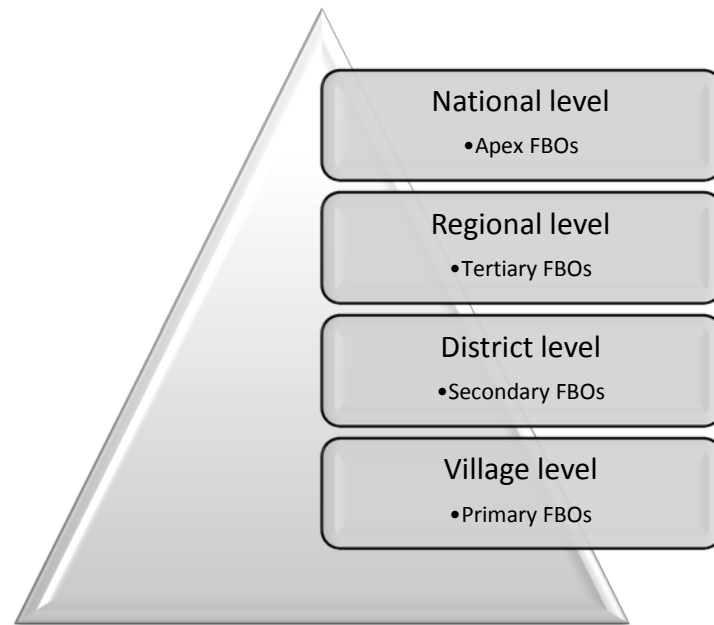 National level
•Apex FBOs
Regional level
•Tertiary FBOs
District level
•Secondary FBOs
Village level
•Primary FBOs